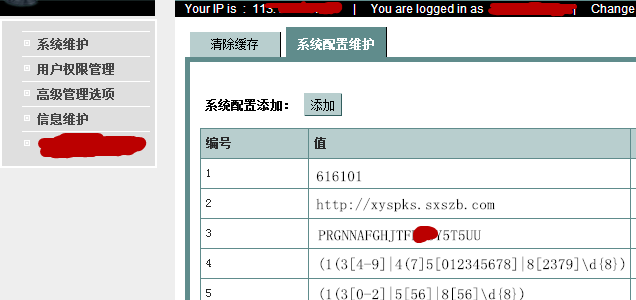 Your IP is : 113. | You are logged in as | Change
系统维护
用户权限管理
高级管理选项
信息维护
清除缓存 系统配置维护
系统配置添加： 添加
编号 值
1 616101
2 http://xyspks.sxszb.com
3 PRGNNAFGHJTF Y5T5UU
4 (1(3[4-9]|4(7]5[012345678]|8[2379]\d{8})
5 (1(3[0-2]|5[56]|8[56]\d{8})